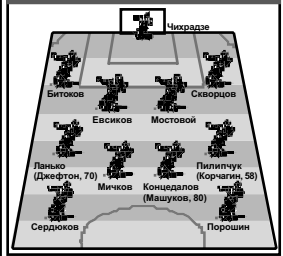 Чихрадзе
Битоков
Скворцов
Евсиков
Мостовой
Ланько
(Джефтон, 70)
Пилипчук
(Корчагин, 58)
Мичков
Концедалов
(Машуков, 80)
Сердюков
Порошин